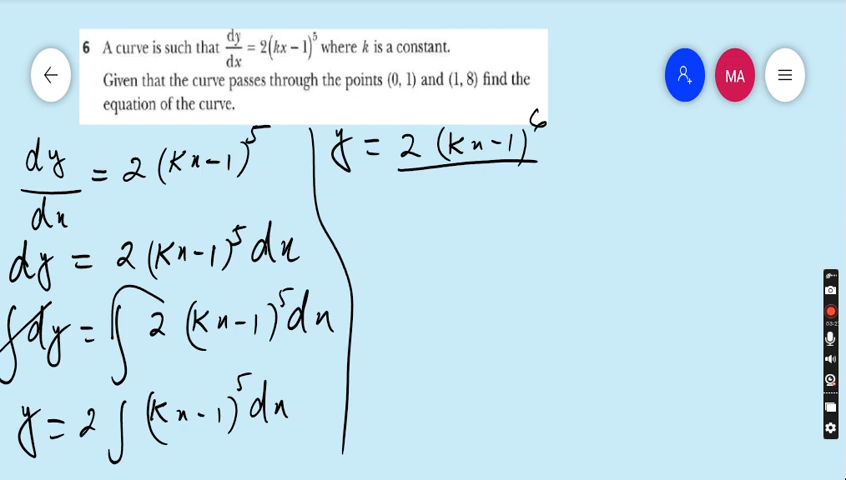 6 A curve is such that dy/dx = 2(kx − 1)^5 where k is a constant.
Given that the curve passes through the points (0, 1) and (1, 8) find the
equation of the curve.
MA
dy/dx = 2(Kx-1)^5
dy = 2(Kx-1)^5 dx
∫dy = ∫2(Kx-1)^5 dx
y = 2∫(Kx-1)^5 dx
y = 2(Kx-1)^6